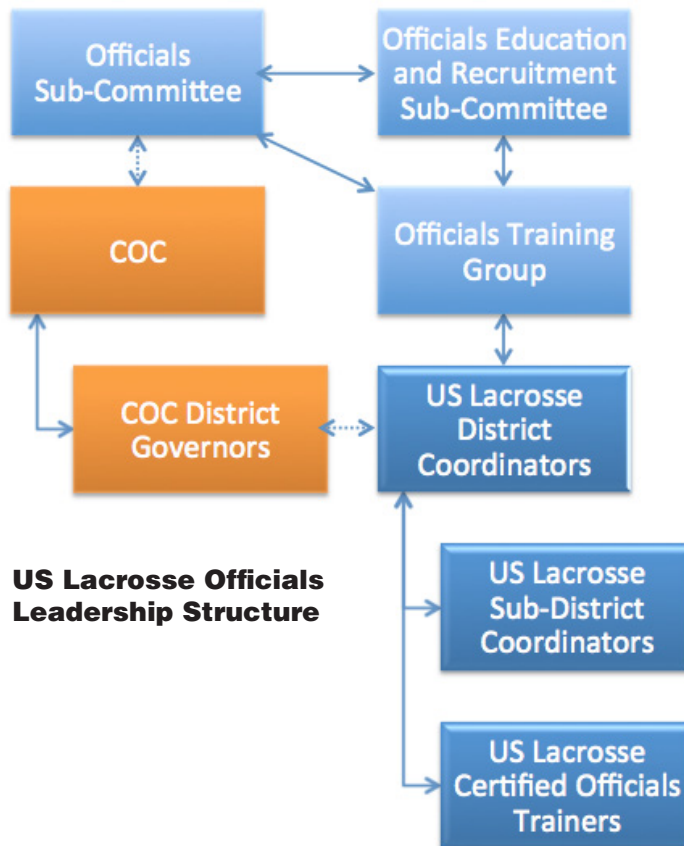 Officials
Sub-Committee
Officials Education
and Recruitment
Sub-Committee
COC
Officials Training
Group
COC District
Governors
US Lacrosse
District
Coordinators
US Lacrosse Officials
Leadership Structure
US Lacrosse
Sub-District
Coordinators
US Lacrosse
Certified Officials
Trainers